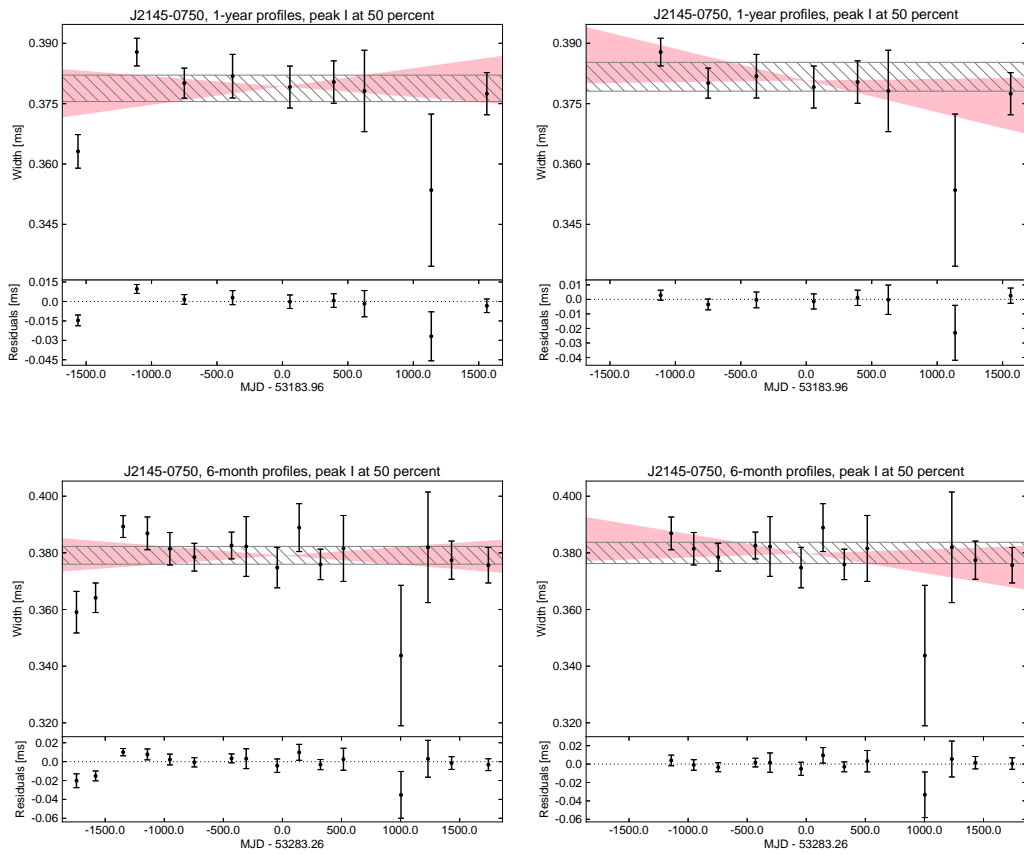 J2145-0750, 1-year profiles, peak I at 50 percent
0.390
0.375
0.360
0.345
Width [ms]
0.015
0.0
-0.015
-0.03
-0.045
Residuals [ms]
-1500.0 -1000.0 -500.0 0.0 500.0 1000.0 1500.0
MJD - 53183.96
J2145-0750, 1-year profiles, peak I at 50 percent
0.390
0.375
0.360
0.345
Width [ms]
0.01
0.0
-0.01
-0.02
-0.03
-0.04
Residuals [ms]
-1500.0 -1000.0 -500.0 0.0 500.0 1000.0 1500.0
MJD - 53183.96
J2145-0750, 6-month profiles, peak I at 50 percent
0.400
0.380
0.360
0.340
0.320
Width [ms]
0.02
0.0
-0.02
-0.04
-0.06
Residuals [ms]
-1500.0 -1000.0 -500.0 0.0 500.0 1000.0 1500.0
MJD - 53283.26
J2145-0750, 6-month profiles, peak I at 50 percent
0.400
0.380
0.360
0.340
0.320
Width [ms]
0.02
0.0
-0.02
-0.04
-0.06
Residuals [ms]
-1500.0 -1000.0 -500.0 0.0 500.0 1000.0 1500.0
MJD - 53283.26